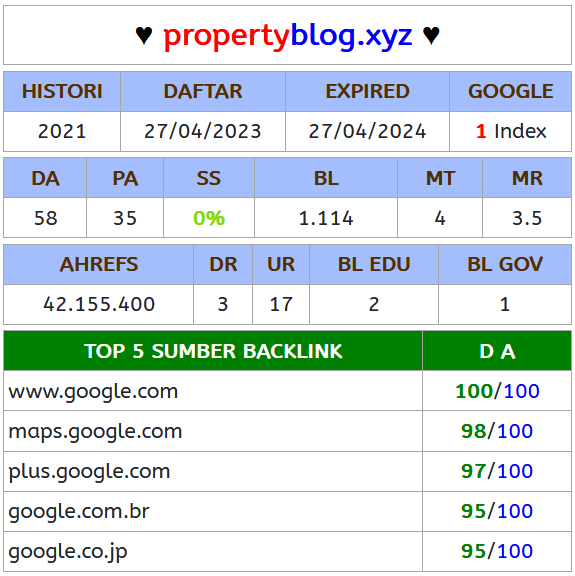 ♥ propertyblog.xyz ♥
HISTORI DAFTAR EXPIRED GOOGLE
2021 27/04/2023 27/04/2024 1 Index
DA PA SS BL MT MR
58 35 0% 1.114 4 3.5
AHREFS DR UR BL EDU BL GOV
42.155.400 3 17 2 1
TOP 5 SUMBER BACKLINK D A
www.google.com 100/100
maps.google.com 98/100
plus.google.com 97/100
google.com.br 95/100
google.co.jp 95/100